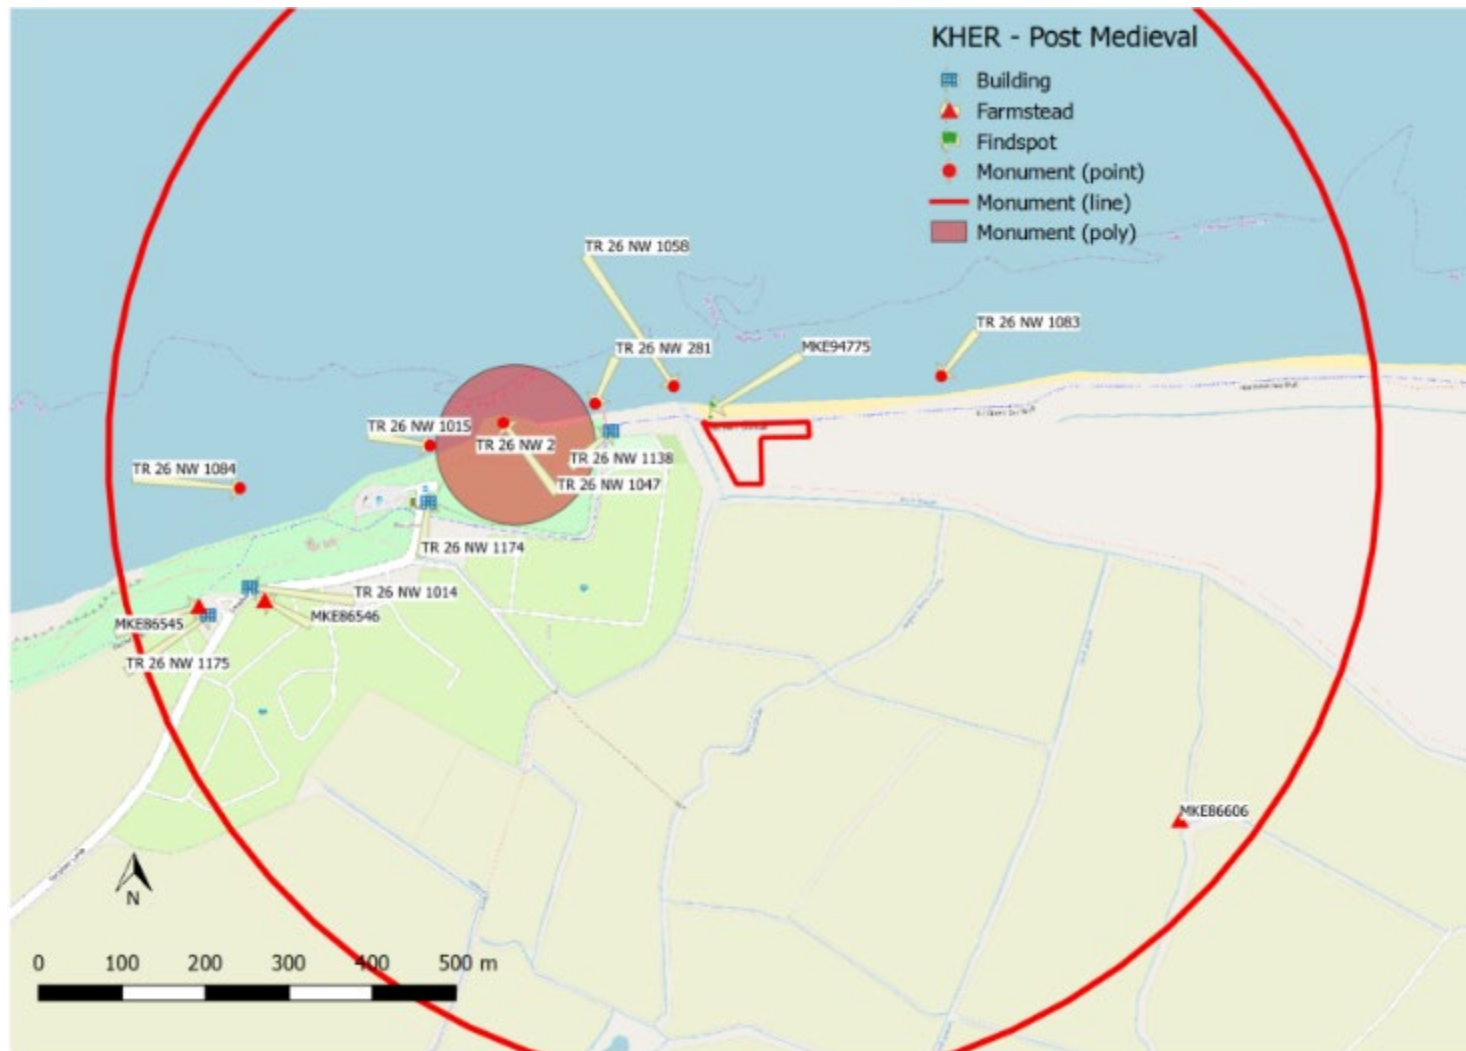 KHER - Post Medieval
Building
Farmstead
Findspot
Monument (point)
Monument (line)
Monument (poly)
TR 26 NW 1058
TR 26 NW 1083
TR 26 NW 281
MKE94775
TR 26 NW 1015
TR 26 NW 2
TR 26 NW 1138
TR 26 NW 1084
TR 26 NW 1047
TR 26 NW 1174
TR 26 NW 1014
MKE86546
MKE86545
TR 26 NW 1175
MKE86606
N
0 100 200 300 400 500 m